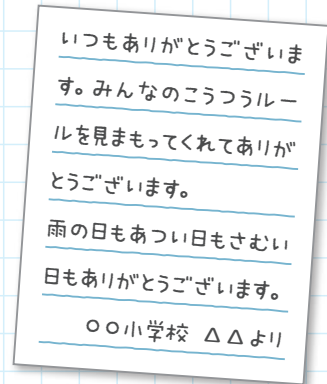 いつもありがとうございま
す。みんなのこうつうルー
ルを見まもってくれてありが
とうございます。
雨の日もあつい日もさむい
日もありがとうございます。
○○小学校 △△より